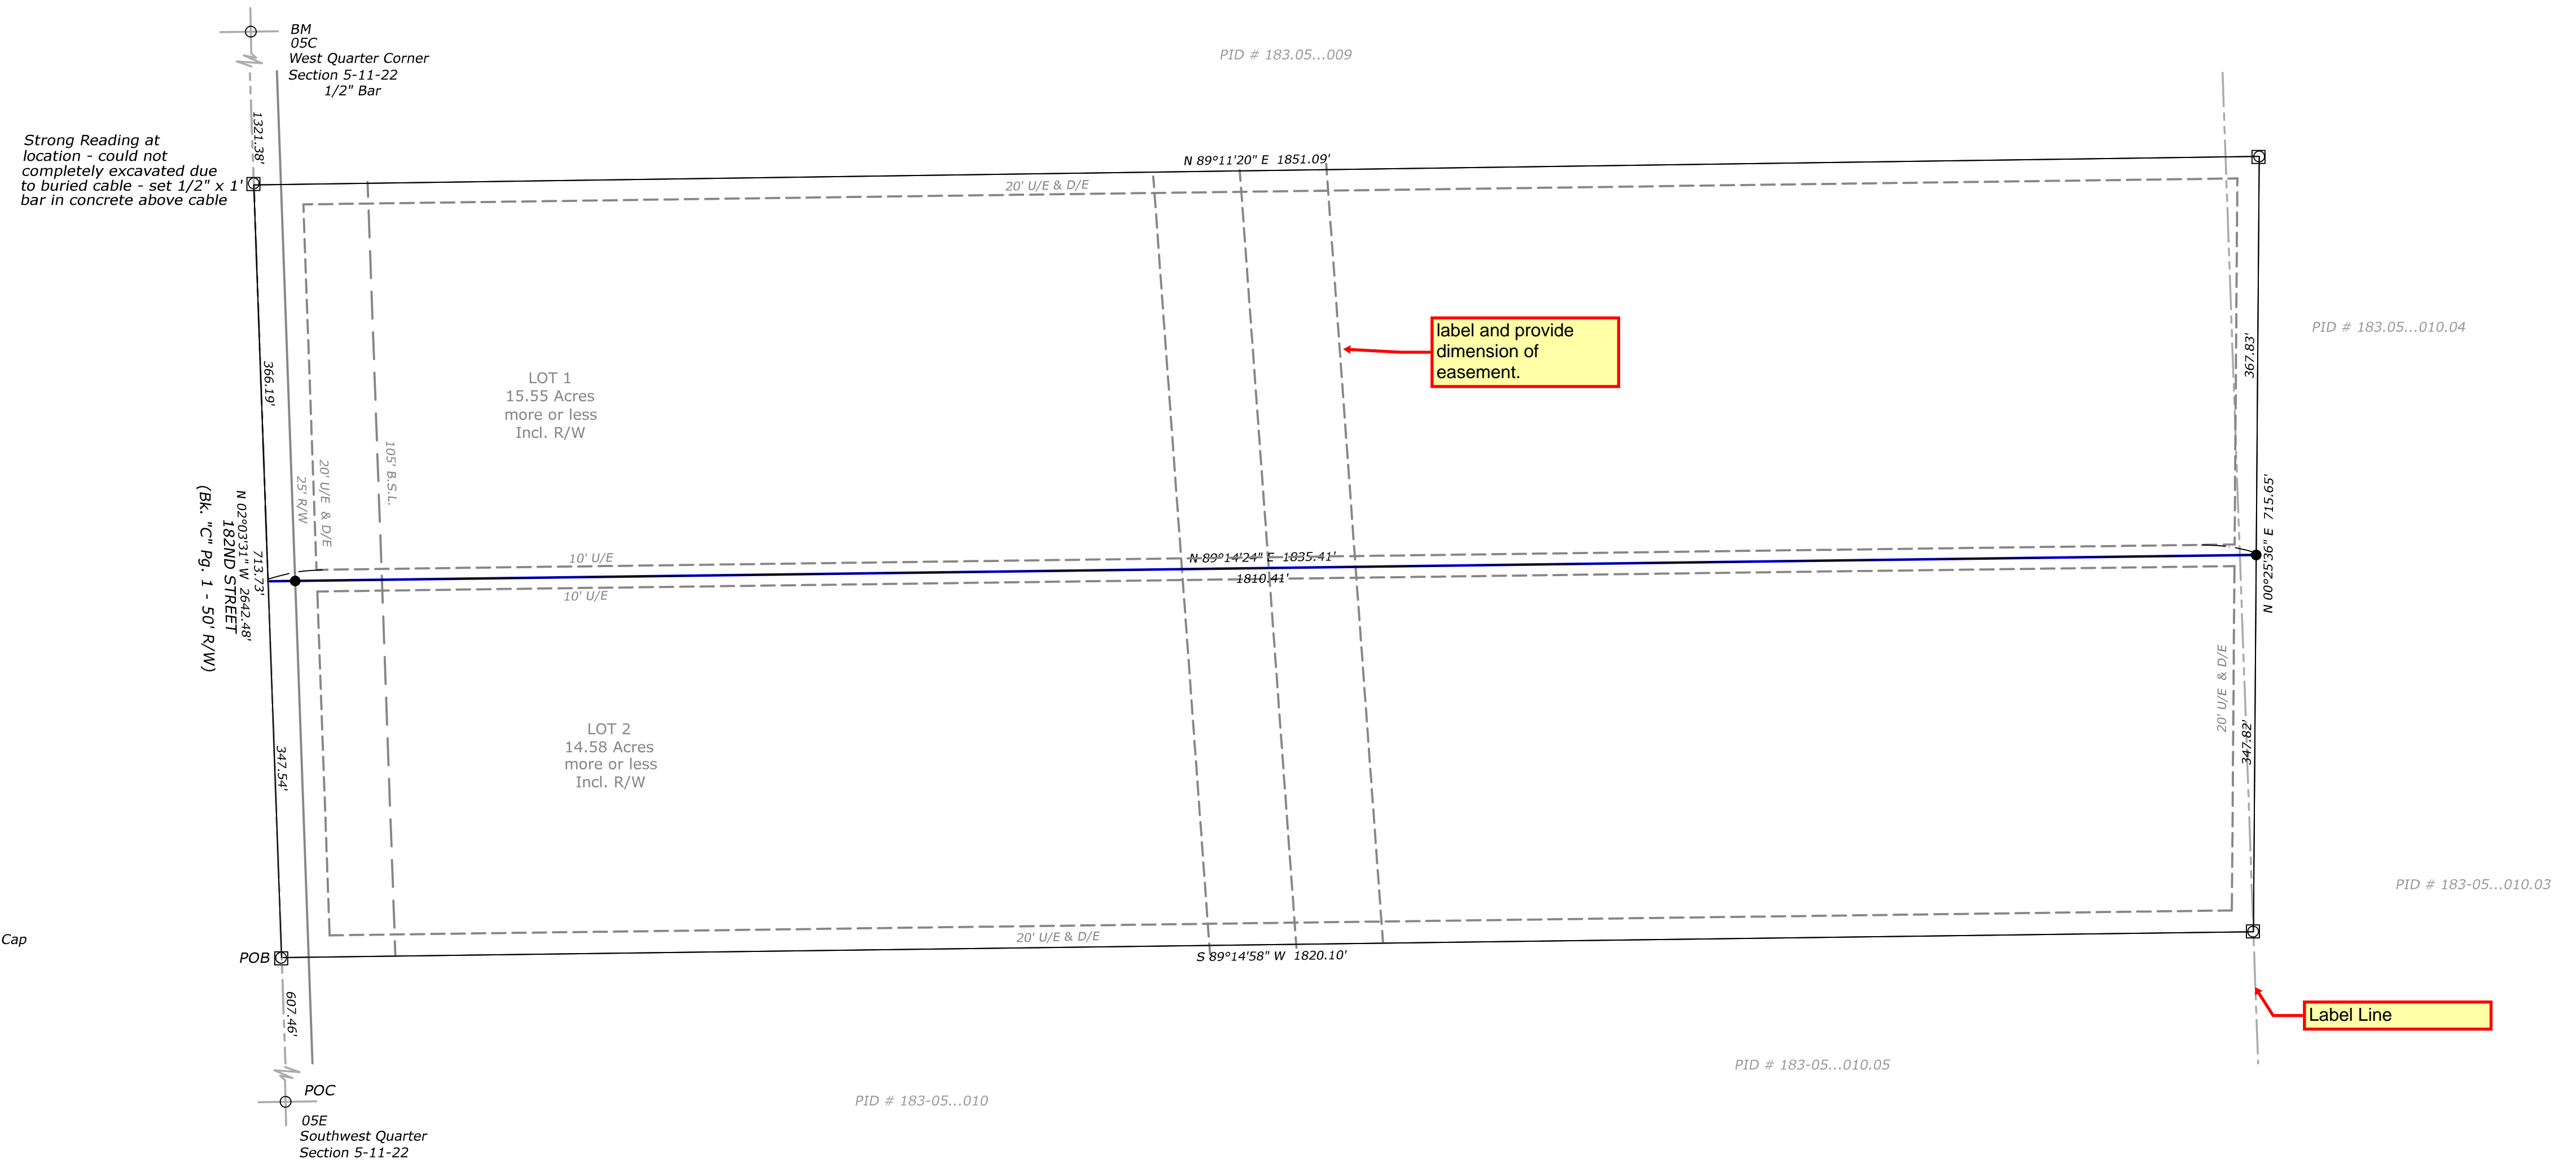 BM
05C
West Quarter Corner
Section 5-11-22
1/2" Bar
PID # 183.05...009
1321.38'
Strong Reading at
location - could not
completely excavated due
to buried cable - set 1/2" x 1'
bar in concrete above cable
N 89°11'20" E  1851.09'
20' U/E & D/E
label and provide
dimension of
easement.
PID # 183.05...010.04
367.83'
366.19'
LOT 1
15.55 Acres
more or less
Incl. R/W
105' B.S.L.
20' U/E  & D/E
25' R/W
N 02°03'31" W  2642.48'
182ND STREET
(Bk. "C" Pg. 1 - 50' R/W)
713.73'
10' U/E
N 89°14'24" E  1835.41'
1810.41'
10' U/E
N 00°25'36" E  715.65'
20' U/E  & D/E
347.82'
347.54'
LOT 2
14.58 Acres
more or less
Incl. R/W
PID # 183-05...010.03
Cap
POB
20' U/E & D/E
S 89°14'58" W  1820.10'
607.46'
Label Line
PID # 183-05...010.05
POC
PID # 183-05...010
05E
Southwest Quarter
Section 5-11-22